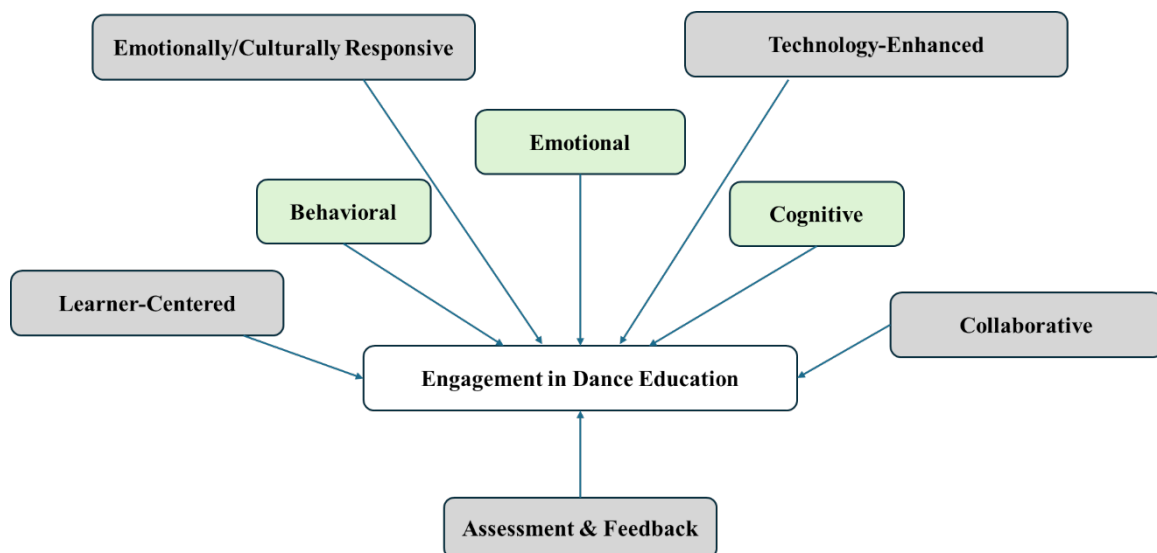 Emotionally/Culturally Responsive
Technology-Enhanced
Emotional
Behavioral
Cognitive
Learner-Centered
Collaborative
Engagement in Dance Education
Assessment & Feedback